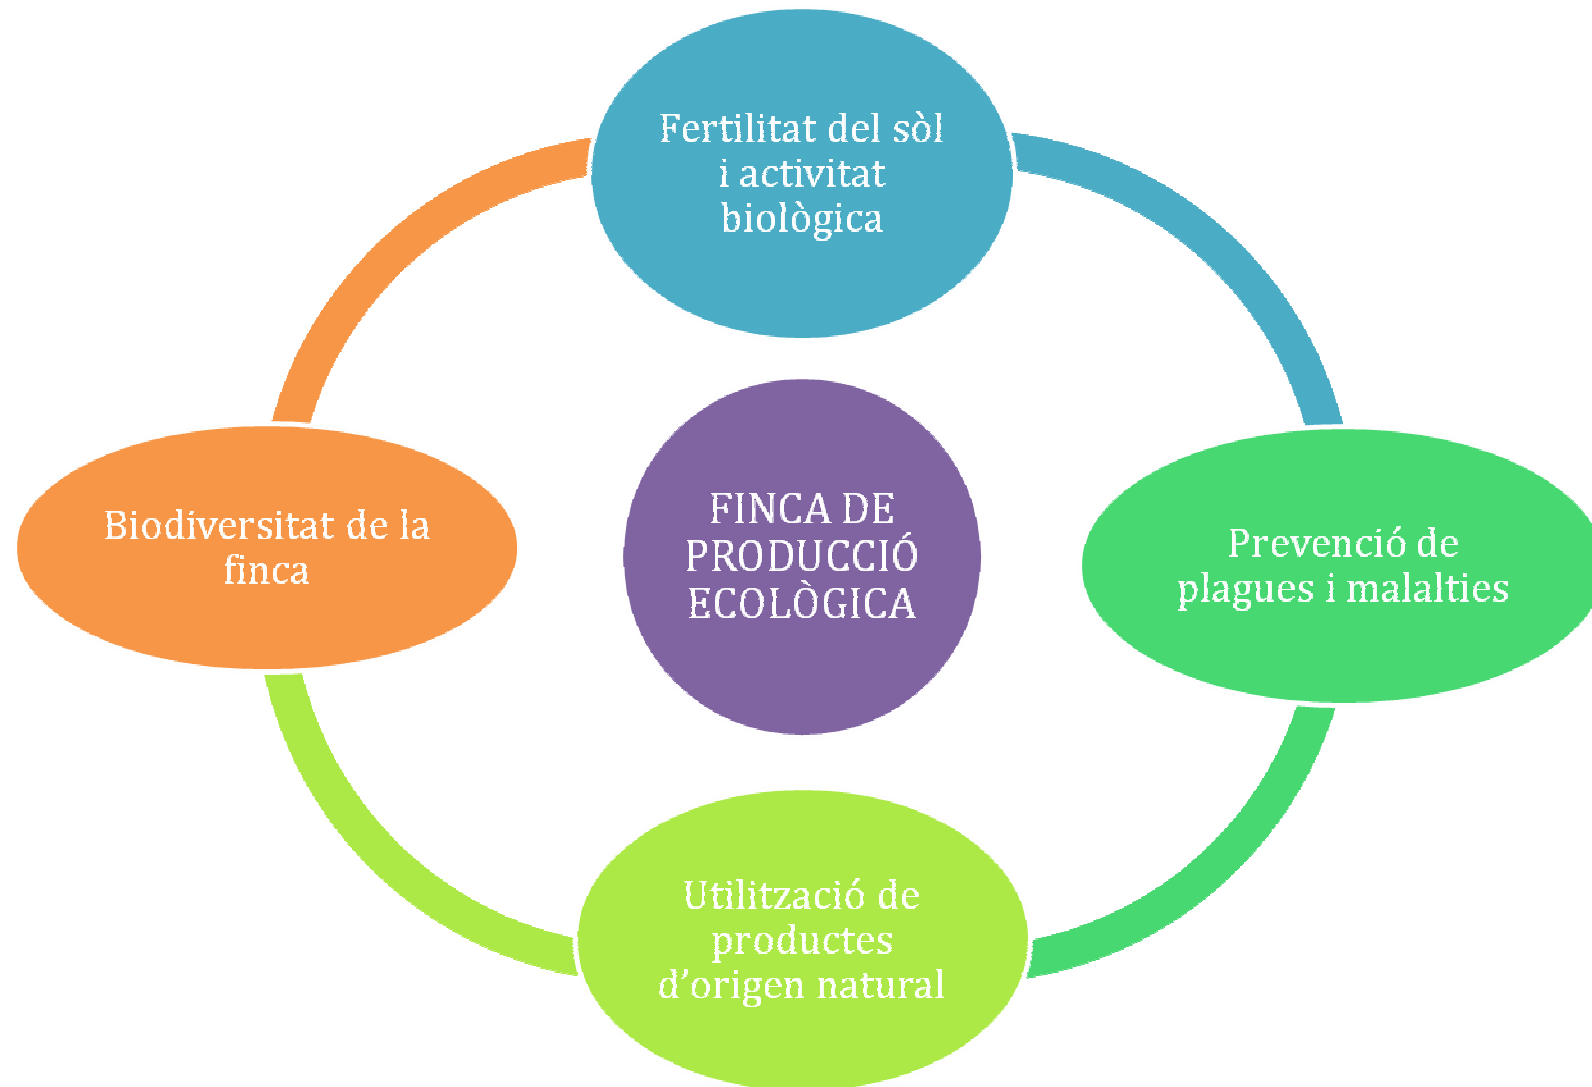 Fertilitat del sòl
i activitat
biològica
Biodiversitat de la
finca
FINCA DE
PRODUCCIÓ
ECOLÒGICA
Prevenció de
plagues i malalties
Utilització de
productes
d’origen natural